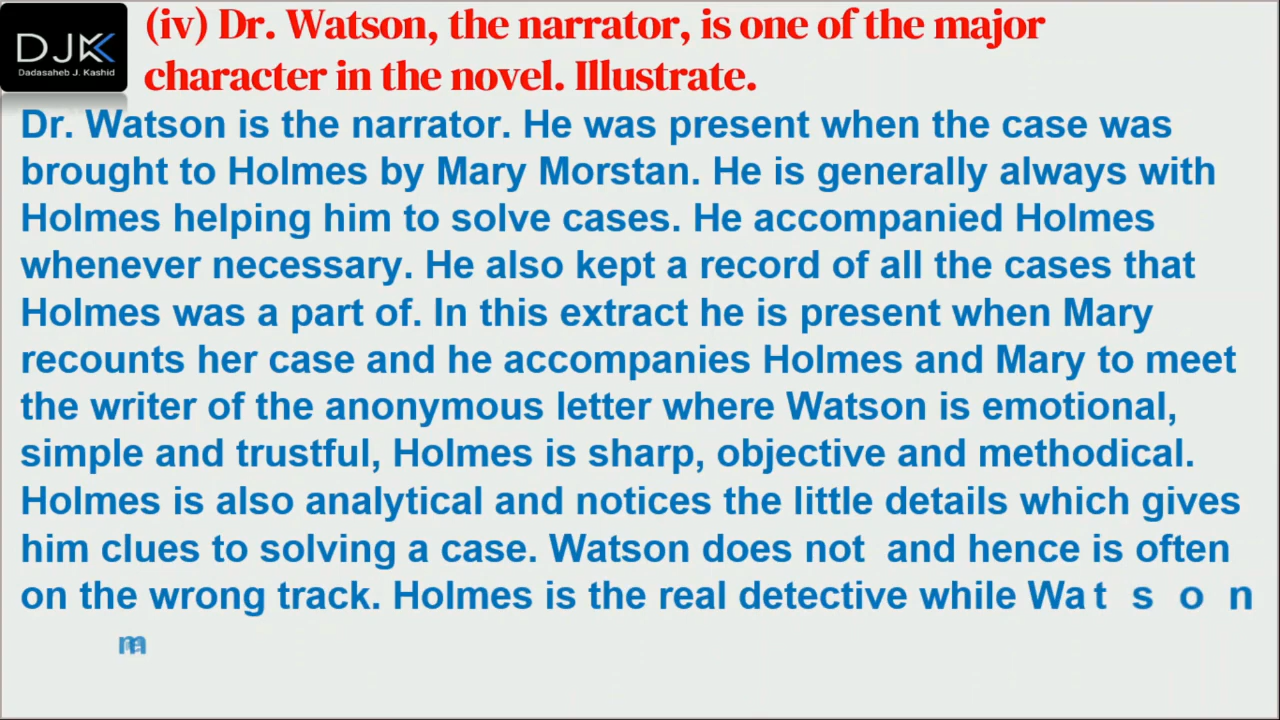 DJK
Dadasaheb J. Kashid
(iv) Dr. Watson, the narrator, is one of the major
character in the novel. Illustrate.
Dr. Watson is the narrator. He was present when the case was
brought to Holmes by Mary Morstan. He is generally always with
Holmes helping him to solve cases. He accompanied Holmes
whenever necessary. He also kept a record of all the cases that
Holmes was a part of. In this extract he is present when Mary
recounts her case and he accompanies Holmes and Mary to meet
the writer of the anonymous letter where Watson is emotional,
simple and trustful, Holmes is sharp, objective and methodical.
Holmes is also analytical and notices the little details which gives
him clues to solving a case. Watson does not  and hence is often
on the wrong track. Holmes is the real detective while Watson